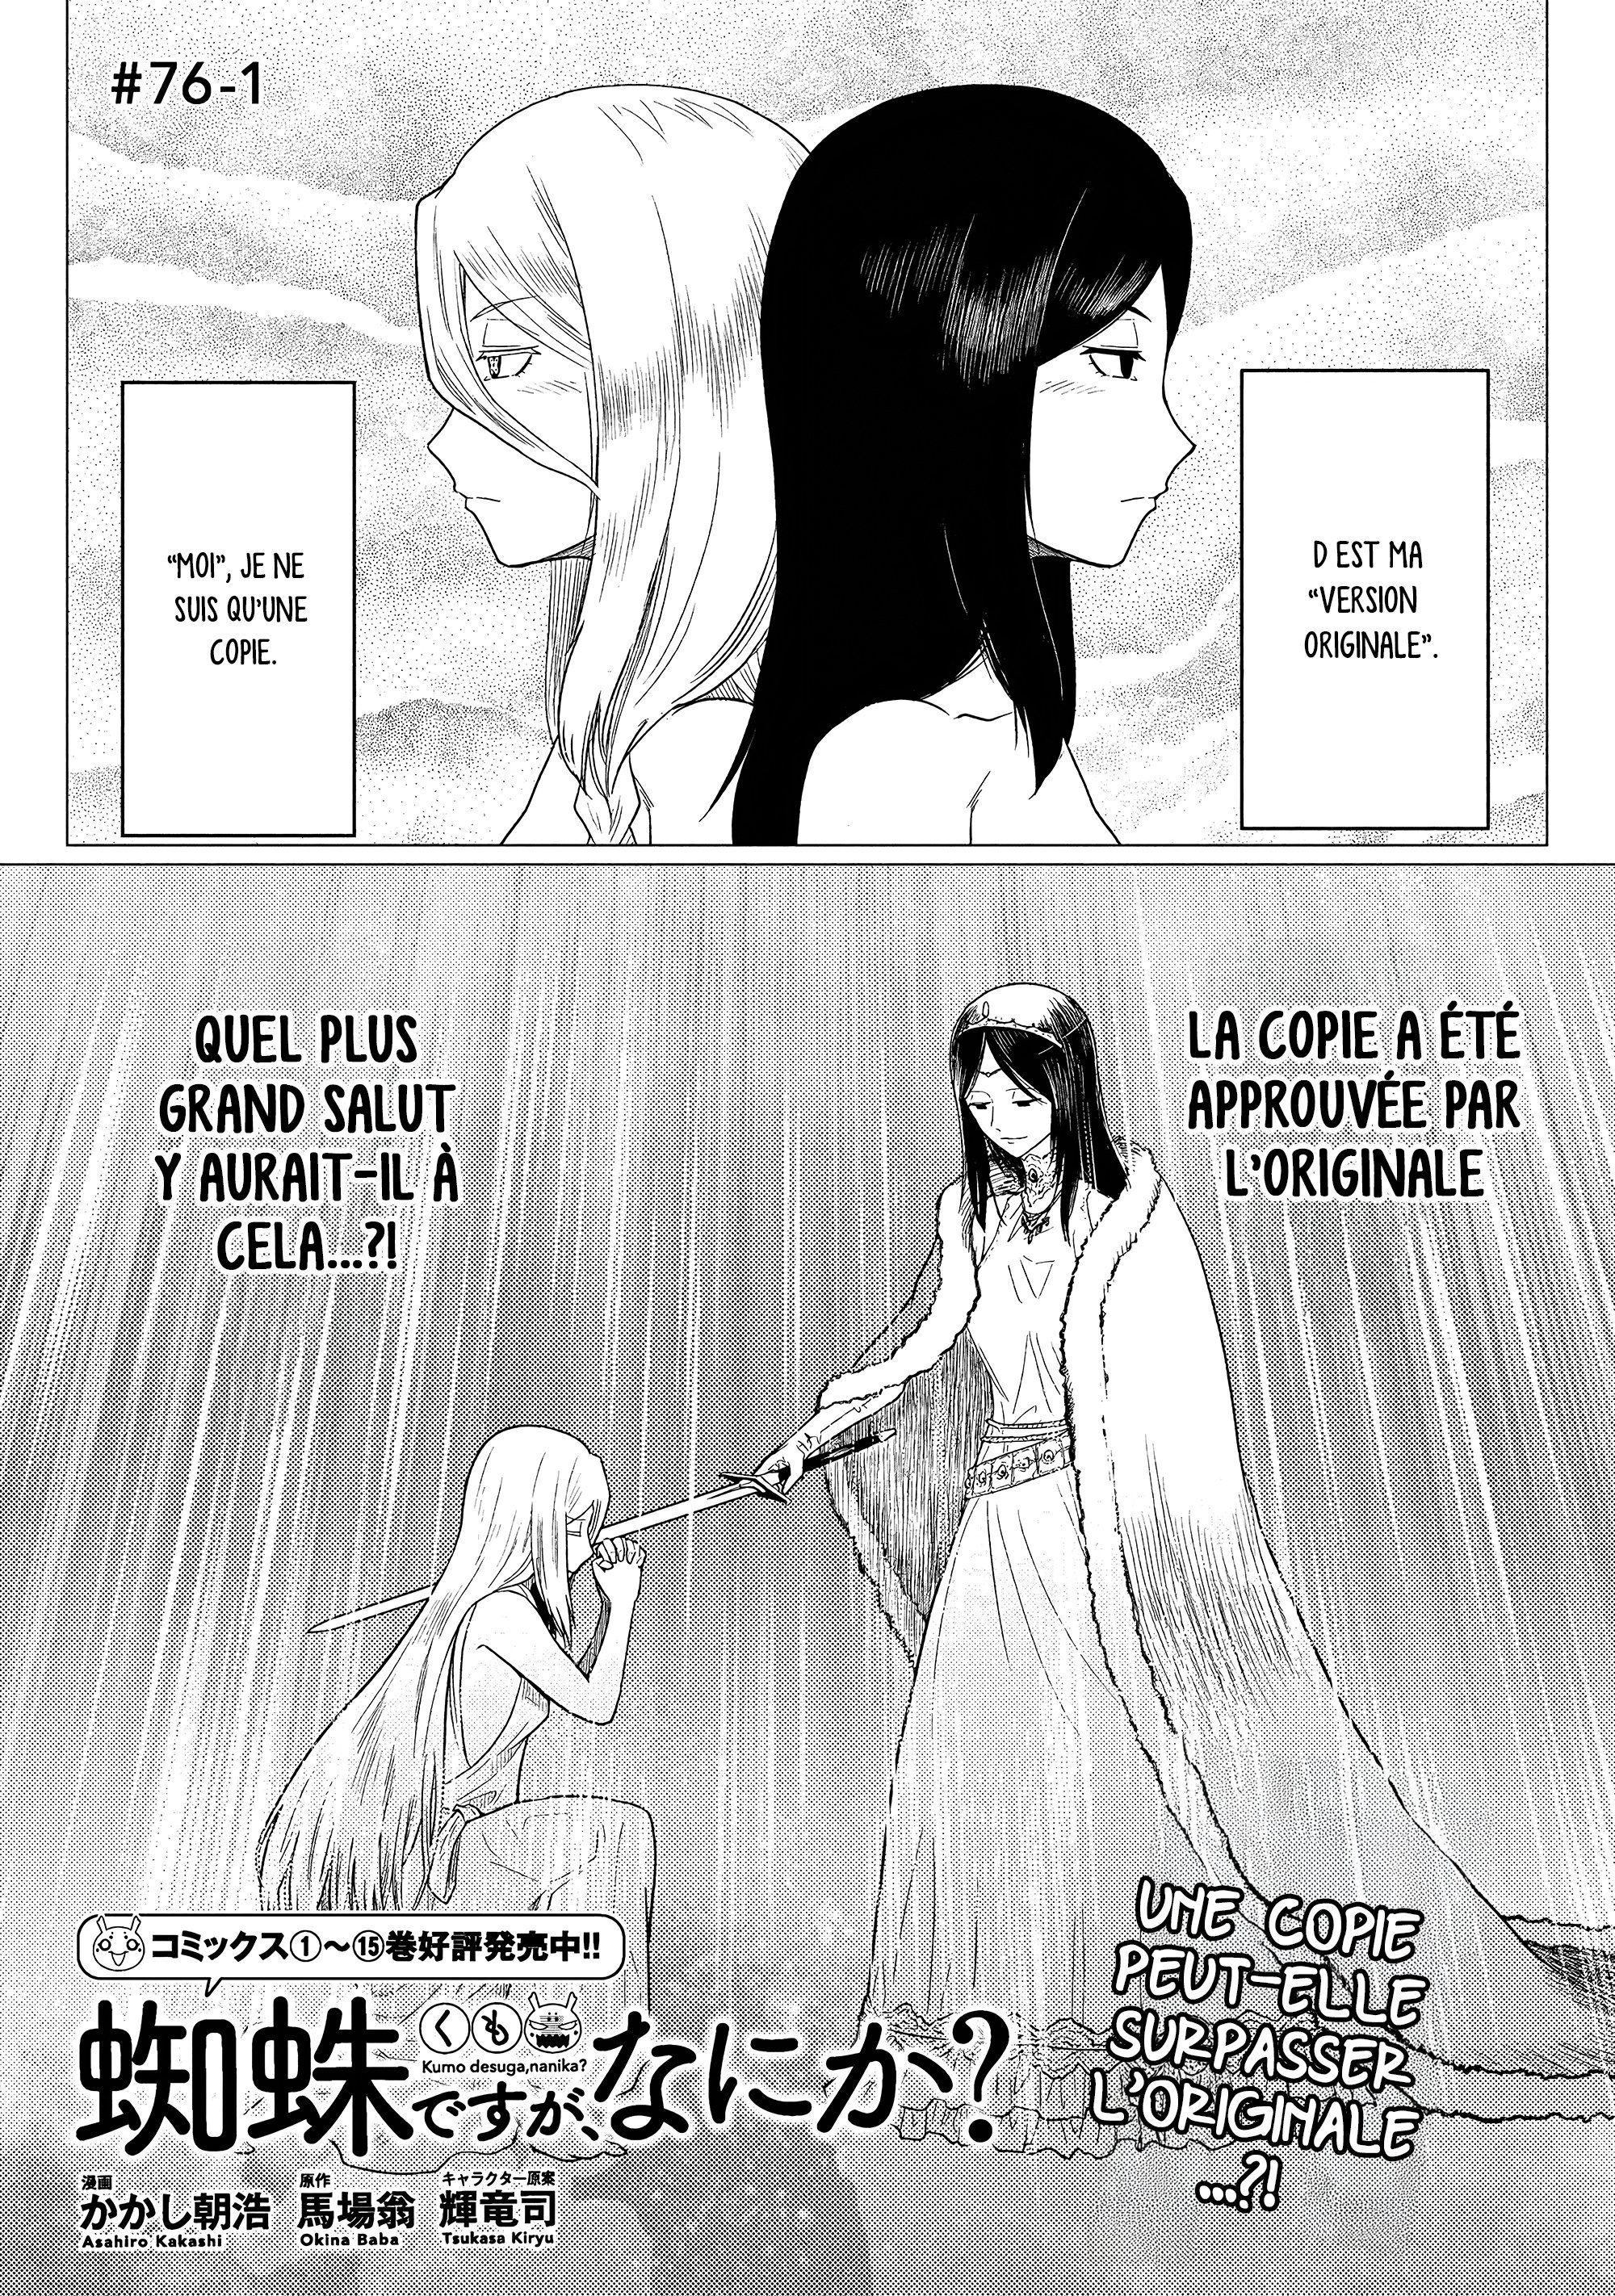 #76-1
D EST MA
“VERSION
ORIGINALE”.
“MOI”, JE NE
SUIS QU'UNE
COPIE.
LA COPIE A ÉTÉ
APPROUVÉE PAR
L'ORIGINALE
QUEL PLUS
GRAND SALUT
Y AURAIT-IL À
CELA...?!
UNE COPIE
PEUT-ELLE
SURPASSER
L'ORIGINALE
...?!
コミックス①～⑮巻好評発売中!!
蜘蛛ですが、なにか?
くも
Kumo desuga,nanika?
漫画
かかし朝浩
Asahiro Kakashi
原作
馬場翁
Okina Baba
キャラクター原案
輝竜司
Tsukasa Kiryu